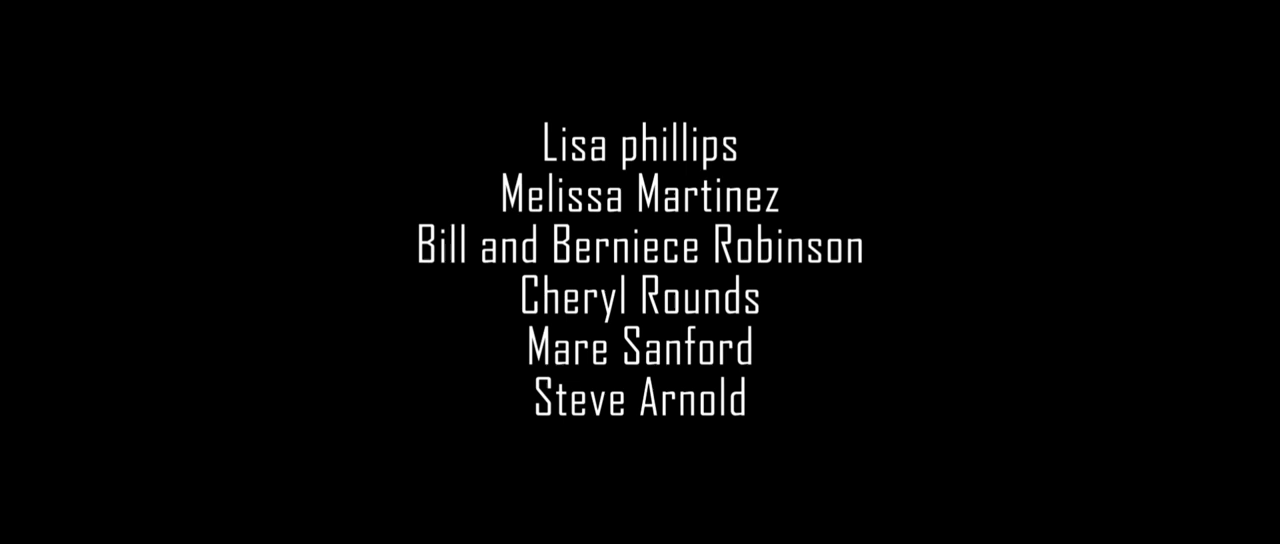 Lisa phillips
Melissa Martinez
Bill and Berniece Robinson
Cheryl Rounds
Mare Sanford
Steve Arnold